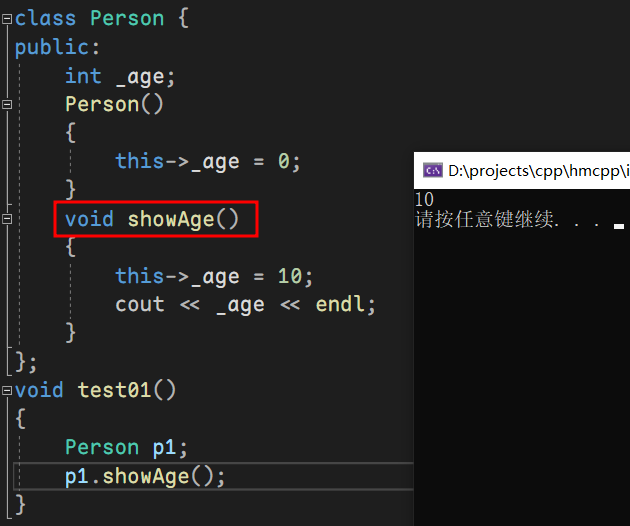 class Person {
public:
    int _age;
    Person()
    {
        this->_age = 0;
    }
    void showAge()
    {
        this->_age = 10;
        cout << _age << endl;
    }
};
void test01()
{
    Person p1;
    p1.showAge();
}
C:\
D:\projects\cpp\hmcpp\i
10
请按任意键继续. . .